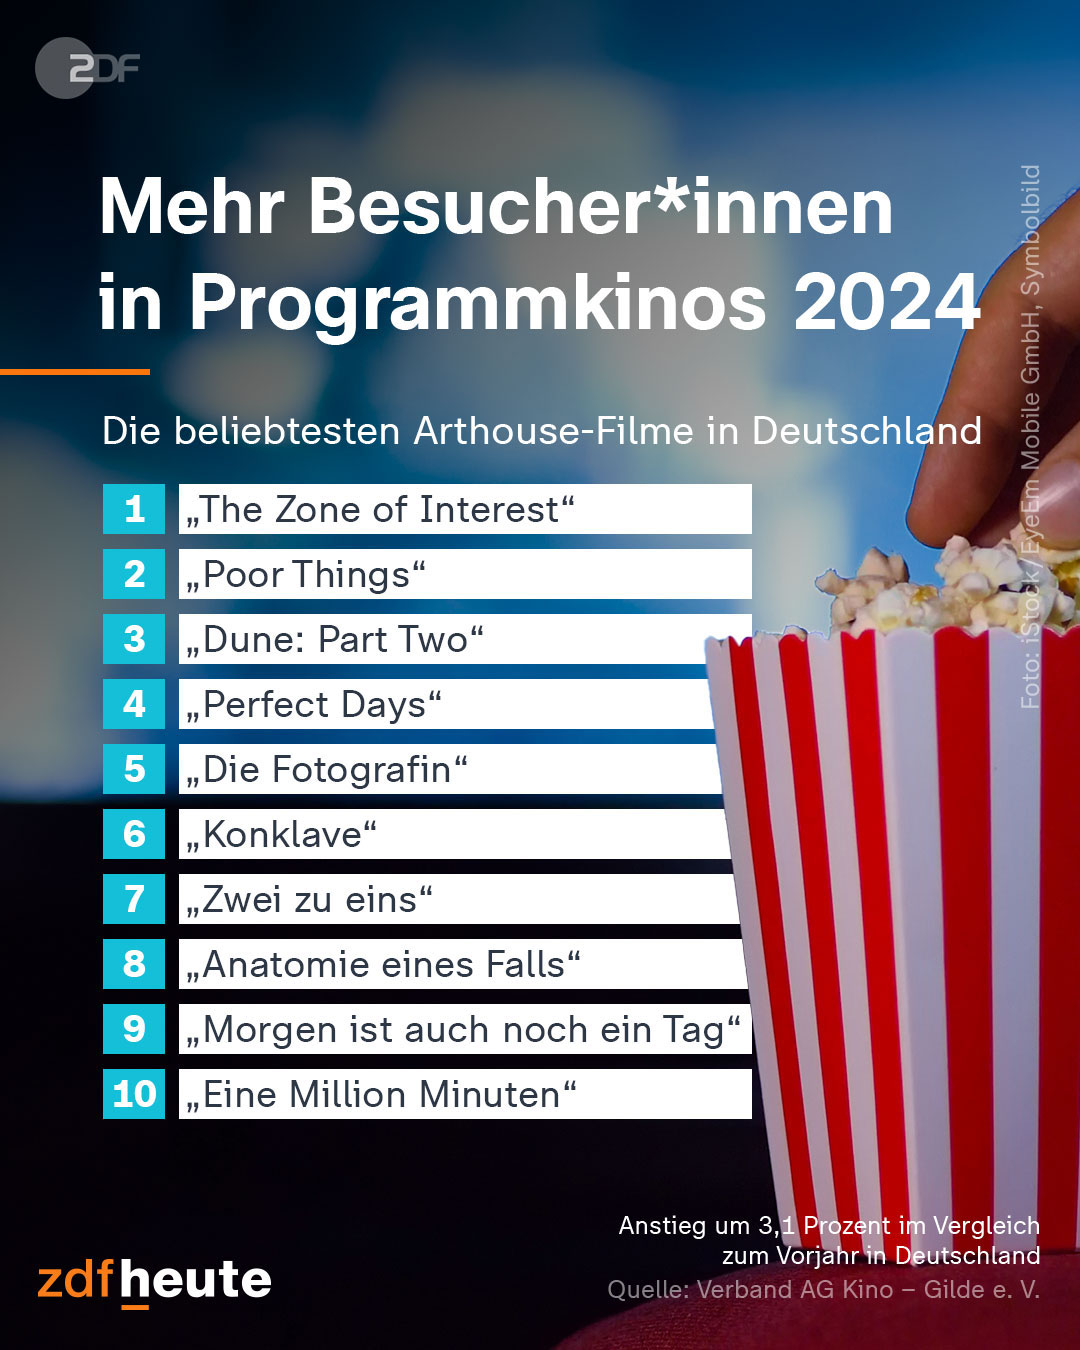 ZDF
Mehr Besucher*innen
in Programmkinos 2024
Die beliebtesten Arthouse-Filme in Deutschland
1 „The Zone of Interest“
2 „Poor Things“
3 „Dune: Part Two“
4 „Perfect Days“
5 „Die Fotografin“
6 „Konklave“
7 „Zwei zu eins“
8 „Anatomie eines Falls“
9 „Morgen ist auch noch ein Tag“
10 „Eine Million Minuten“
Foto: iStock/EyeEm Mobile GmbH, Symbolbild
Anstieg um 3,1 Prozent im Vergleich
zum Vorjahr in Deutschland
Quelle: Verband AG Kino – Gilde e. V.
zdfheute